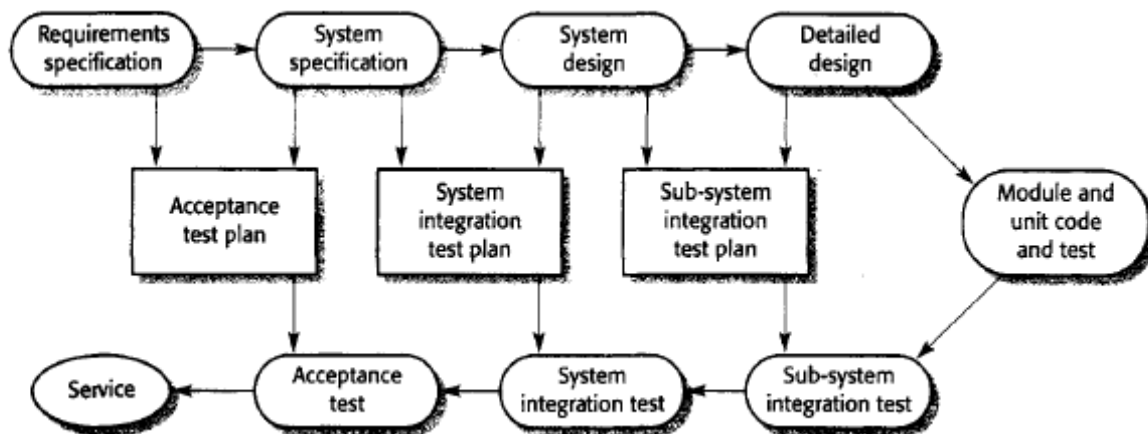 Requirements
specification
System
specification
System
design
Detailed
design
Acceptance
test plan
System
integration
test plan
Sub-system
integration
test plan
Module and
unit code
and test
Service
Acceptance
test
System
integration test
Sub-system
integration test